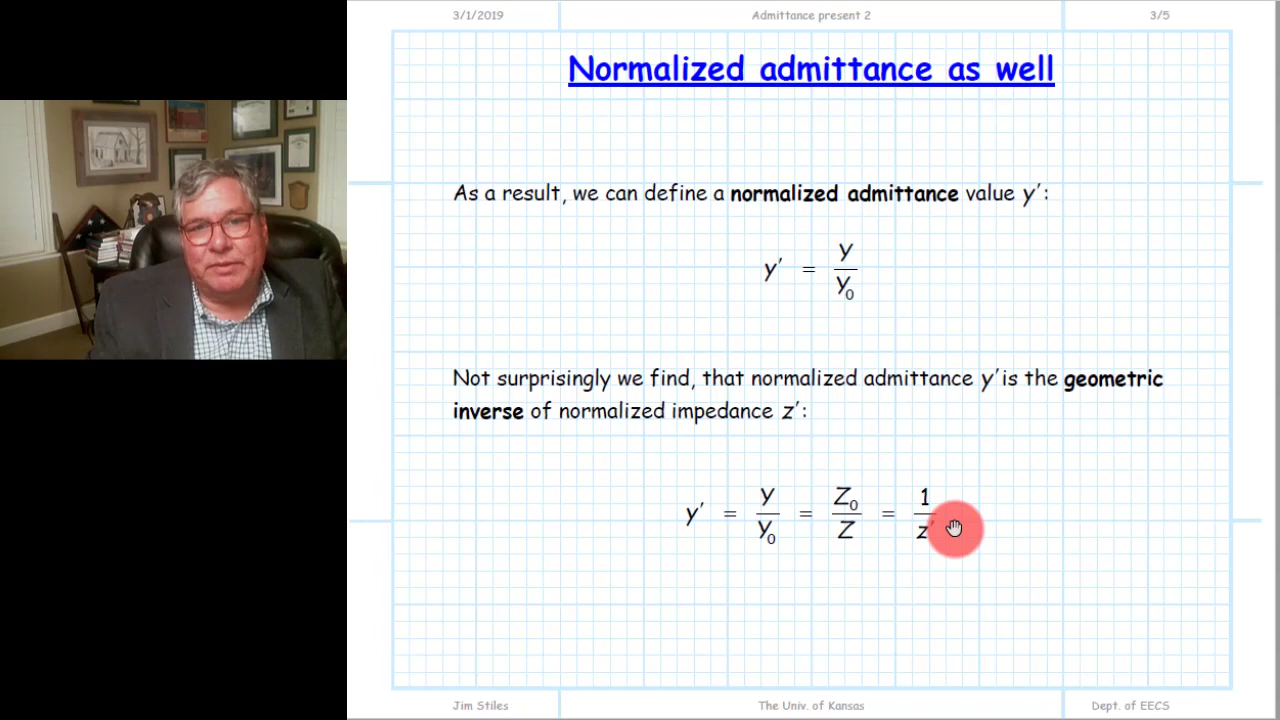 3/1/2019 Admittance present 2 3/5
Normalized admittance as well
As a result, we can define a normalized admittance value y′:
y′ = Y / Y₀
Not surprisingly we find, that normalized admittance y′ is the geometric
inverse of normalized impedance z′:
y′ = Y / Y₀ = Z₀ / Z = 1 / z′
Jim Stiles The Univ. of Kansas Dept. of EECS